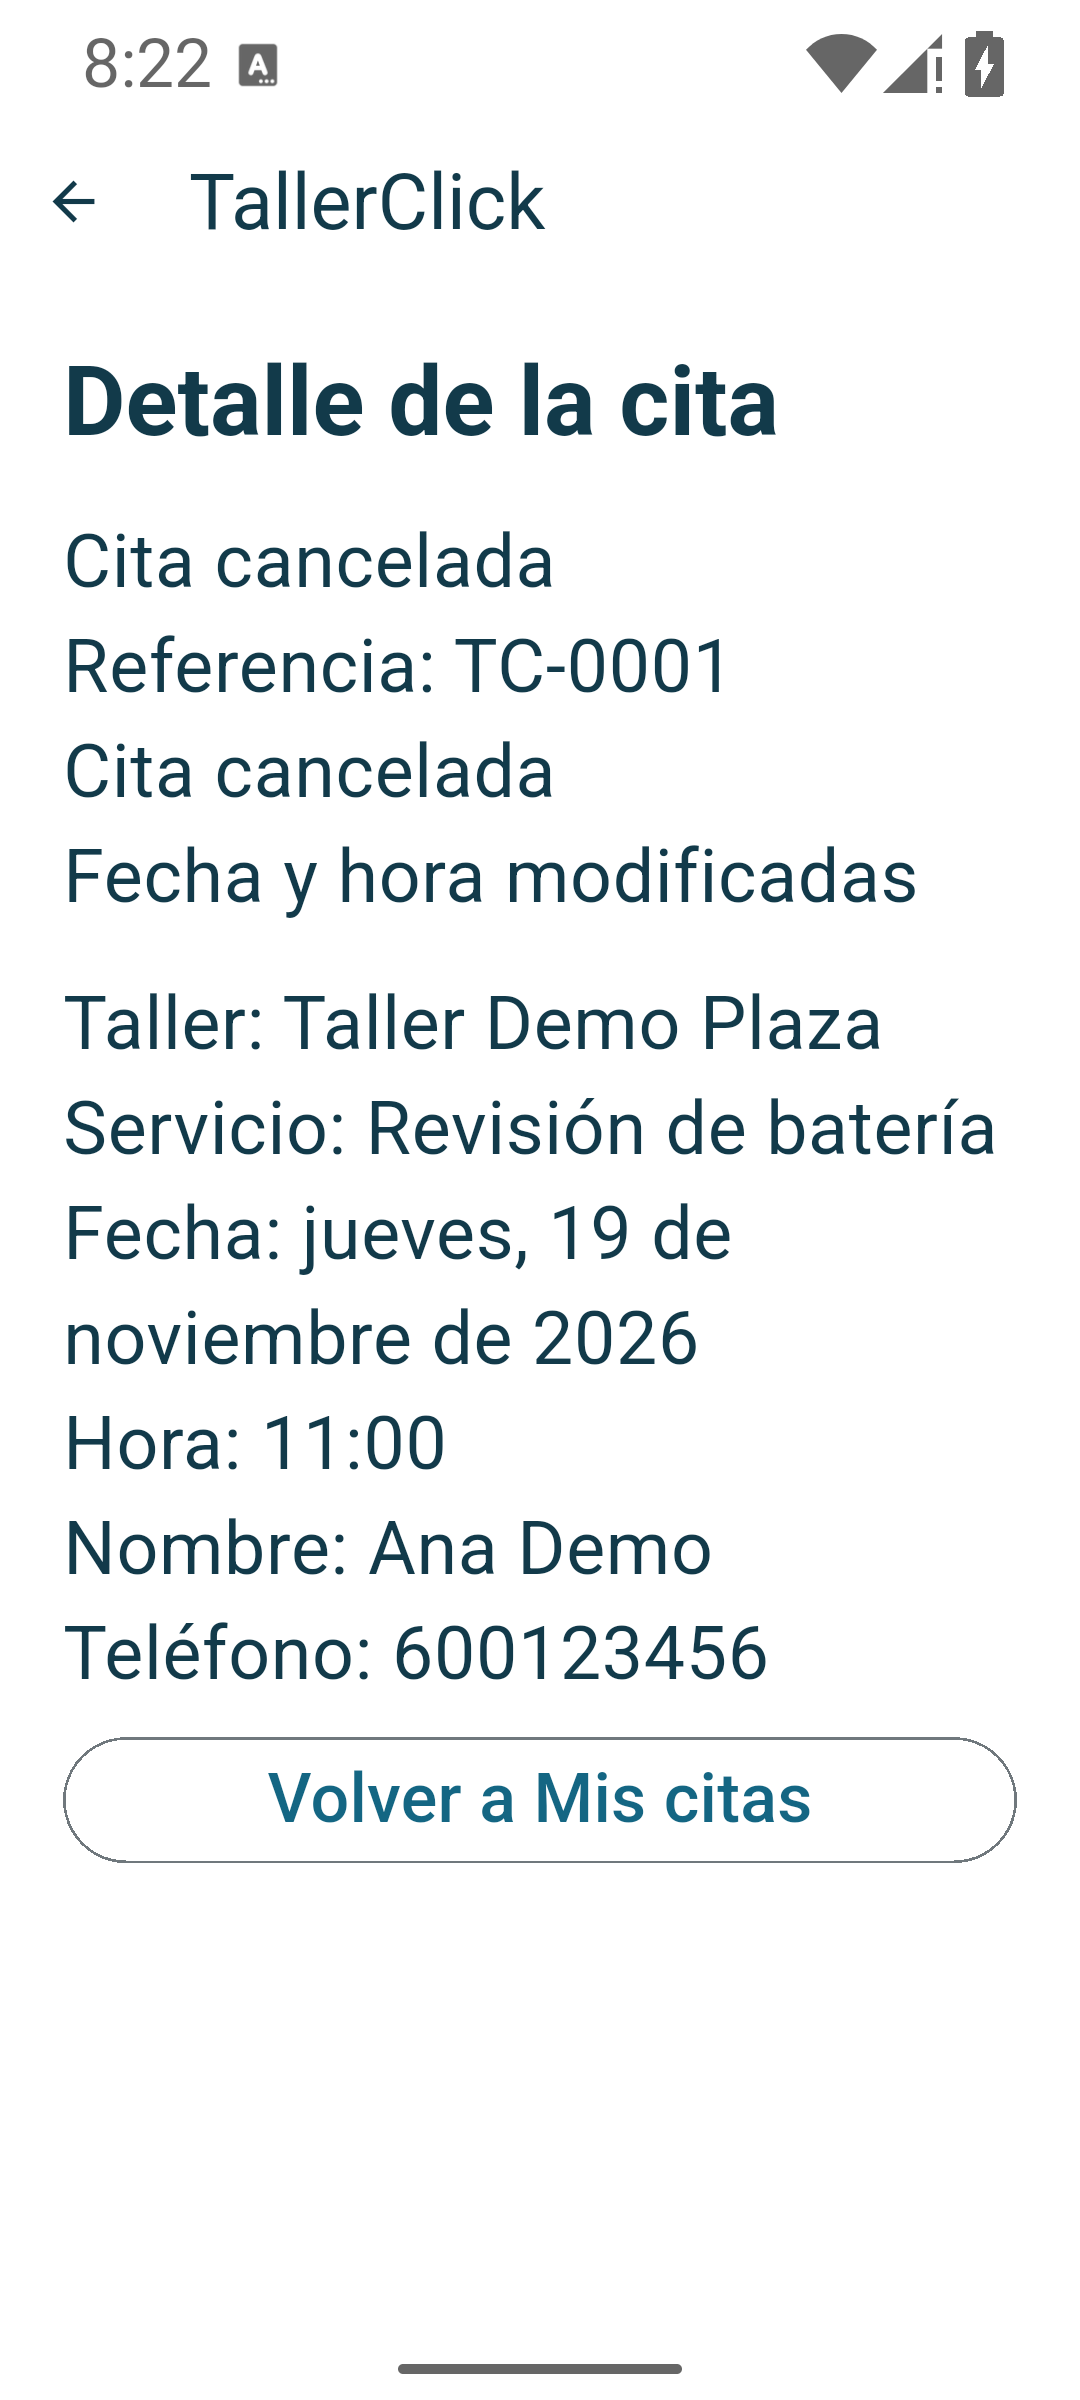 8:22
TallerClick
Detalle de la cita
Cita cancelada
Referencia: TC-0001
Cita cancelada
Fecha y hora modificadas
Taller: Taller Demo Plaza
Servicio: Revisión de batería
Fecha: jueves, 19 de
noviembre de 2026
Hora: 11:00
Nombre: Ana Demo
Teléfono: 600123456
Volver a Mis citas